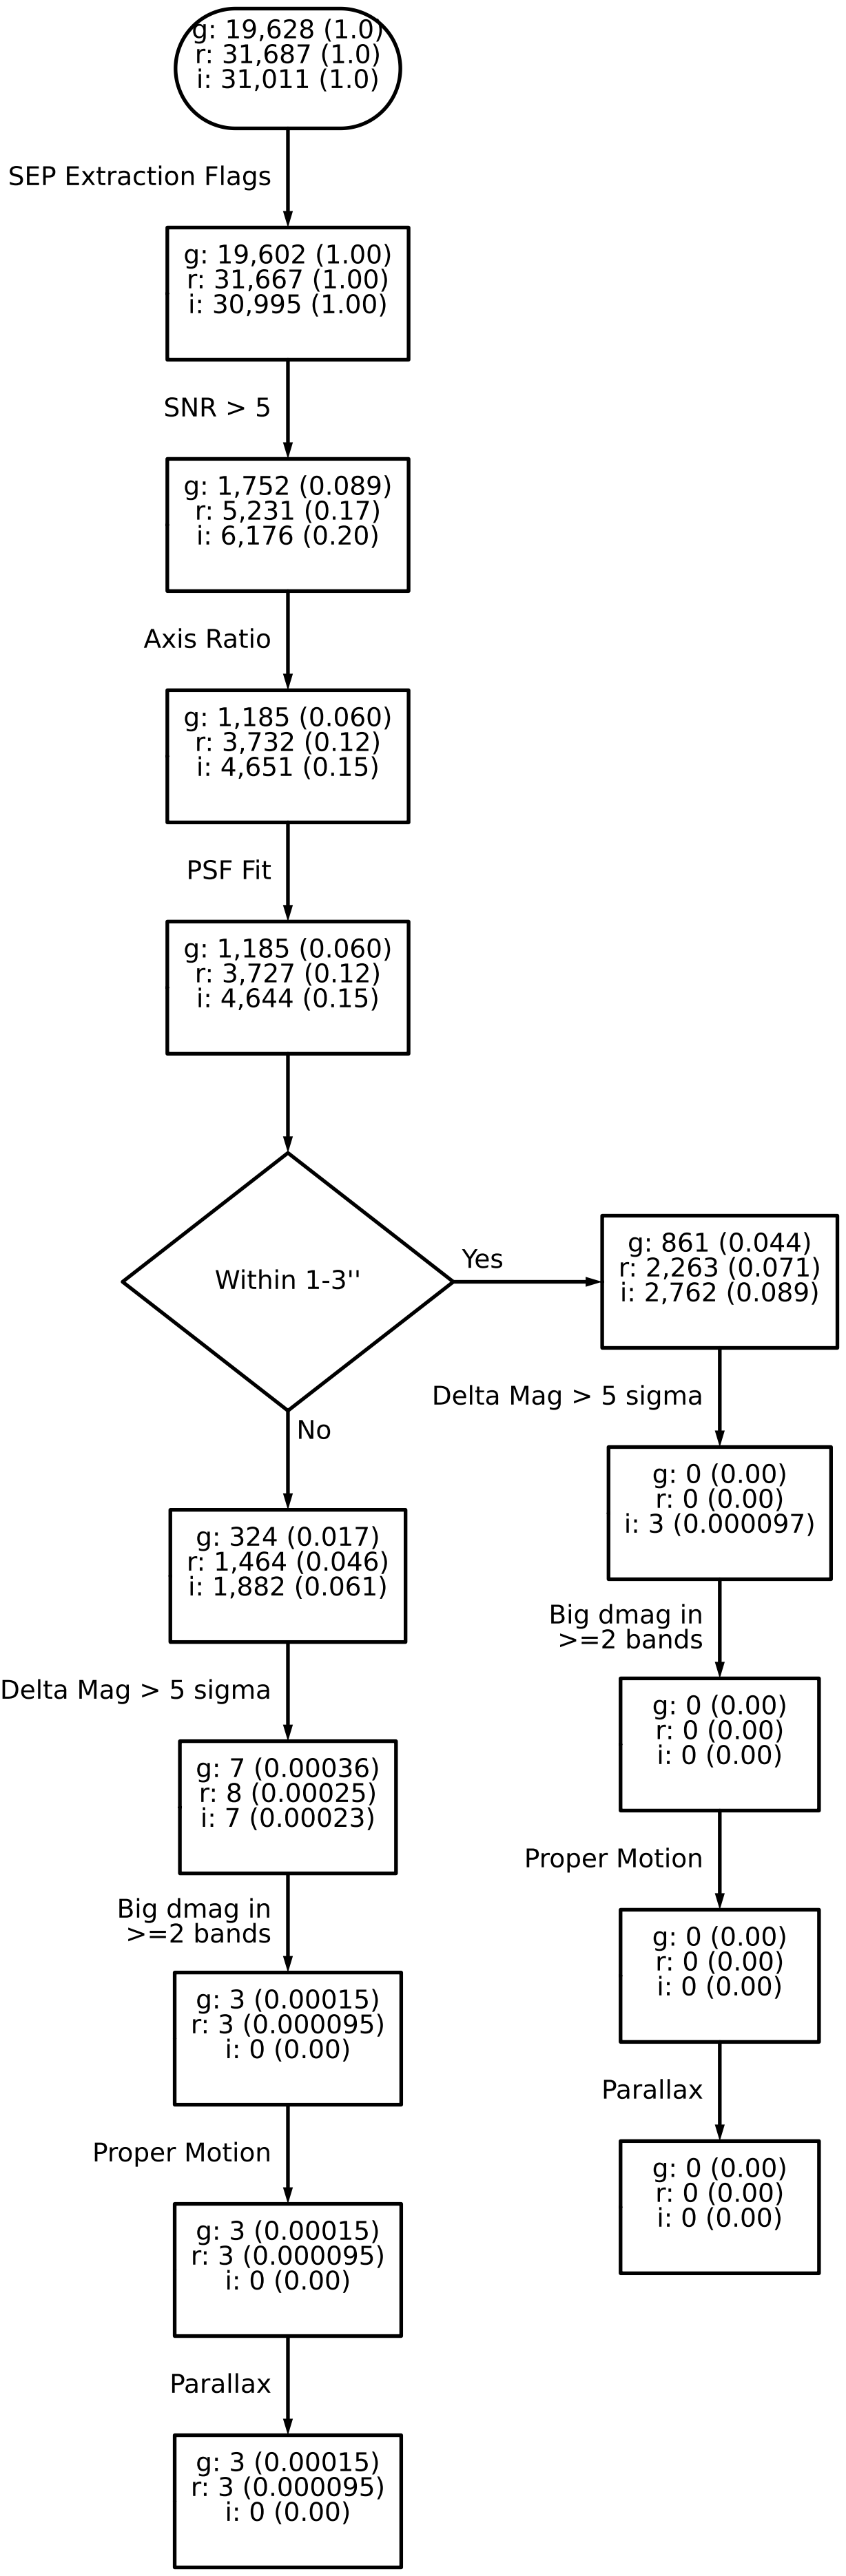 g: 19,628 (1.0)
r: 31,687 (1.0)
i: 31,011 (1.0)
SEP Extraction Flags
g: 19,602 (1.00)
r: 31,667 (1.00)
i: 30,995 (1.00)
SNR > 5
g: 1,752 (0.089)
r: 5,231 (0.17)
i: 6,176 (0.20)
Axis Ratio
g: 1,185 (0.060)
r: 3,732 (0.12)
i: 4,651 (0.15)
PSF Fit
g: 1,185 (0.060)
r: 3,727 (0.12)
i: 4,644 (0.15)
Within 1-3''
Yes
g: 861 (0.044)
r: 2,263 (0.071)
i: 2,762 (0.089)
Delta Mag > 5 sigma
g: 0 (0.00)
r: 0 (0.00)
i: 3 (0.000097)
Big dmag in
>=2 bands
g: 0 (0.00)
r: 0 (0.00)
i: 0 (0.00)
Proper Motion
g: 0 (0.00)
r: 0 (0.00)
i: 0 (0.00)
Parallax
g: 0 (0.00)
r: 0 (0.00)
i: 0 (0.00)
No
g: 324 (0.017)
r: 1,464 (0.046)
i: 1,882 (0.061)
Delta Mag > 5 sigma
g: 7 (0.00036)
r: 8 (0.00025)
i: 7 (0.00023)
Big dmag in
>=2 bands
g: 3 (0.00015)
r: 3 (0.000095)
i: 0 (0.00)
Proper Motion
g: 3 (0.00015)
r: 3 (0.000095)
i: 0 (0.00)
Parallax
g: 3 (0.00015)
r: 3 (0.000095)
i: 0 (0.00)